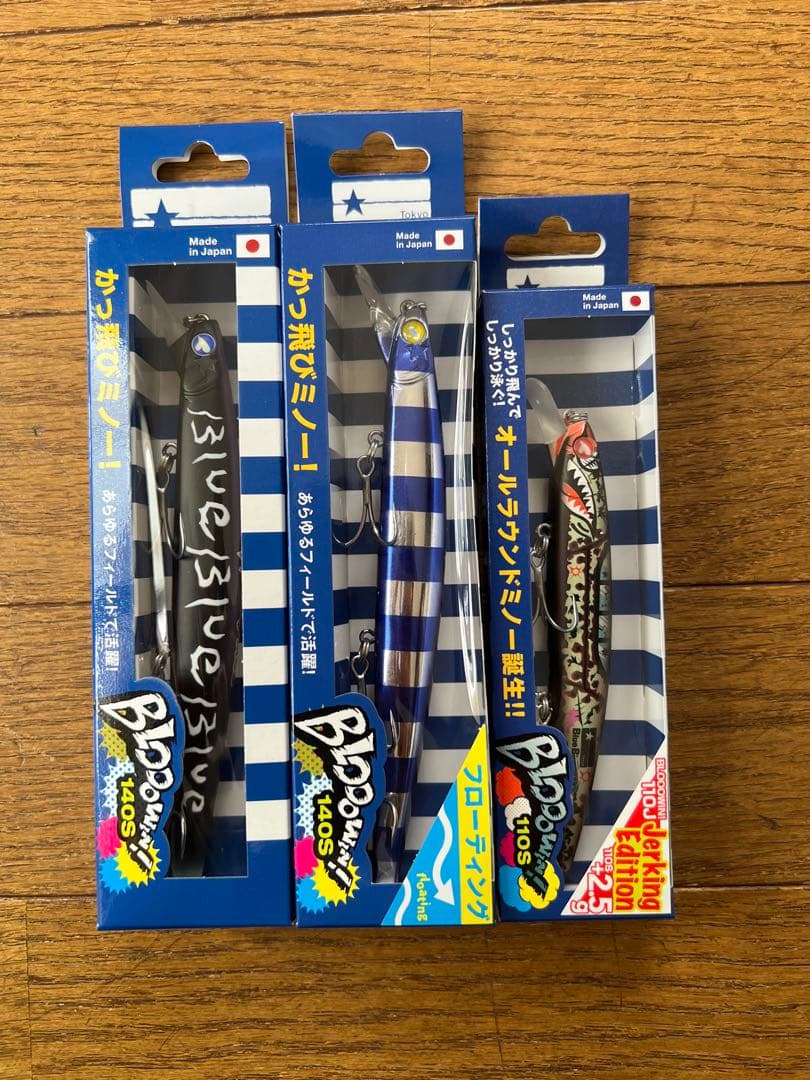 Made
in Japan
かっ飛びミノー!
あらゆるフィールドで活躍!
Blue Blue Blue
BLOOOWIN!
140S
Tokyo
Made
in Japan
かっ飛びミノー!
あらゆるフィールドで活躍!
BLOOOWIN!
140S
フローティング
floating
Made
in Japan
しっかり飛んで
しっかり泳ぐ!
オールラウンドミノー誕生!!
BLOOOWIN!
110S
BLOOOWIN!
110J Jerking
Edition
110S
+2.5g